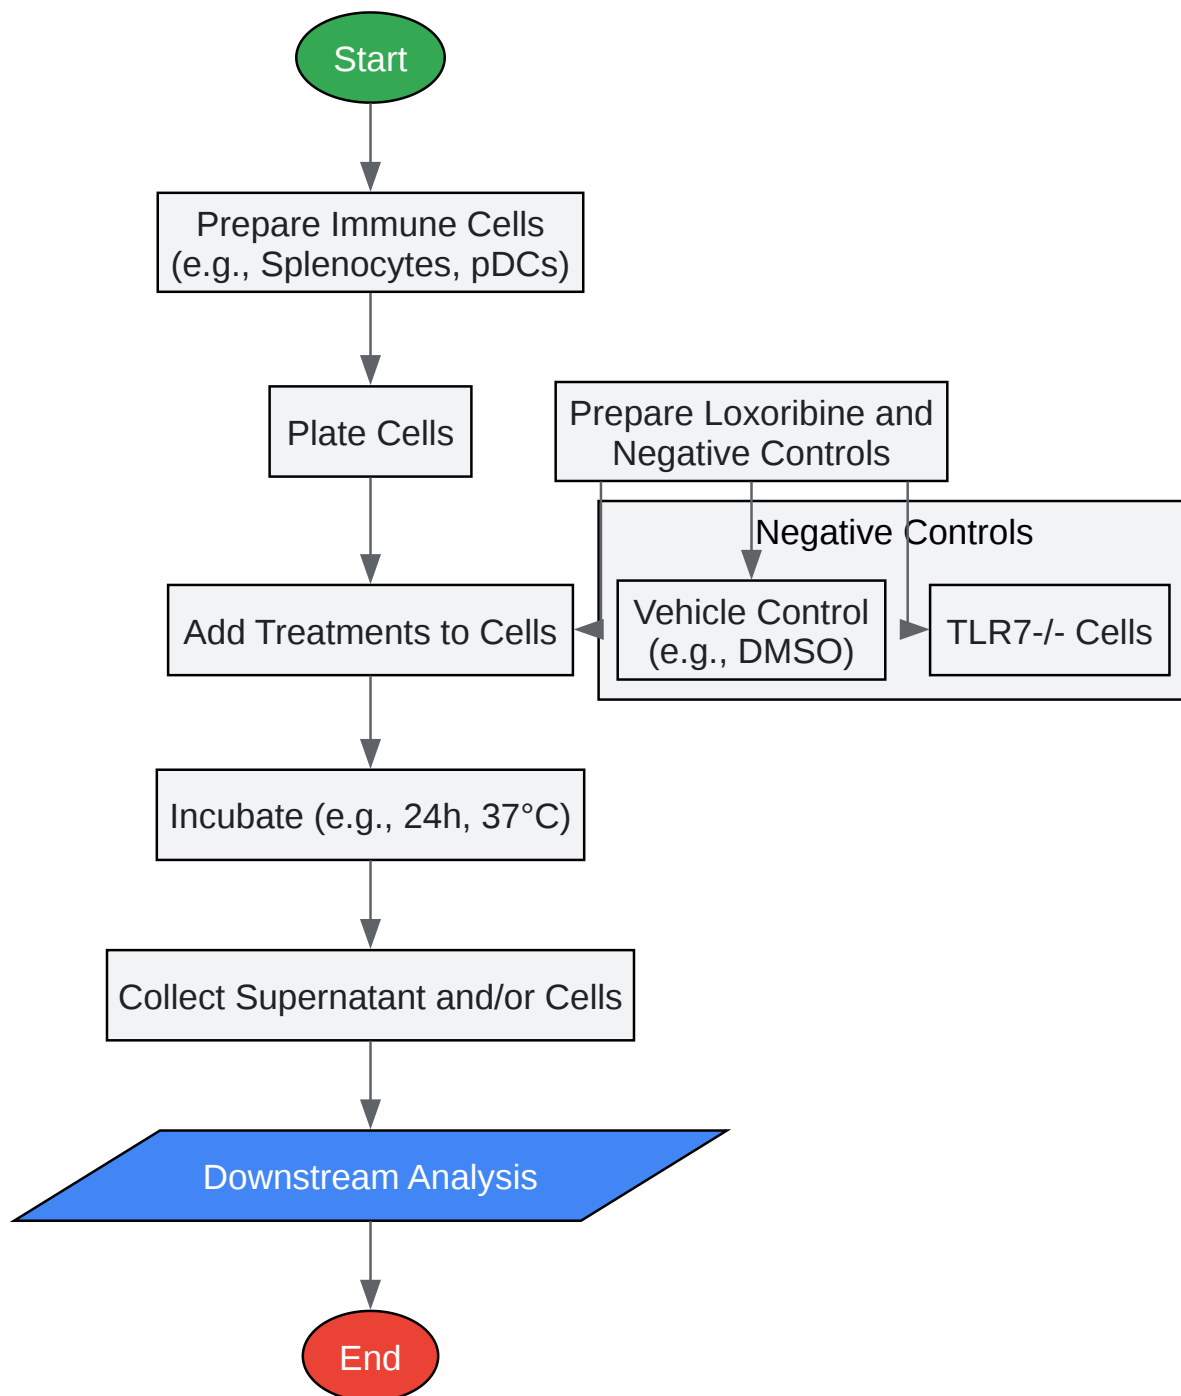 Start
Prepare Immune Cells
(e.g., Splenocytes, pDCs)
Plate Cells
Prepare Loxoribine and
Negative Controls
Negative Controls
Add Treatments to Cells
Vehicle Control
(e.g., DMSO)
TLR7-/- Cells
Incubate (e.g., 24h, 37°C)
Collect Supernatant and/or Cells
Downstream Analysis
End